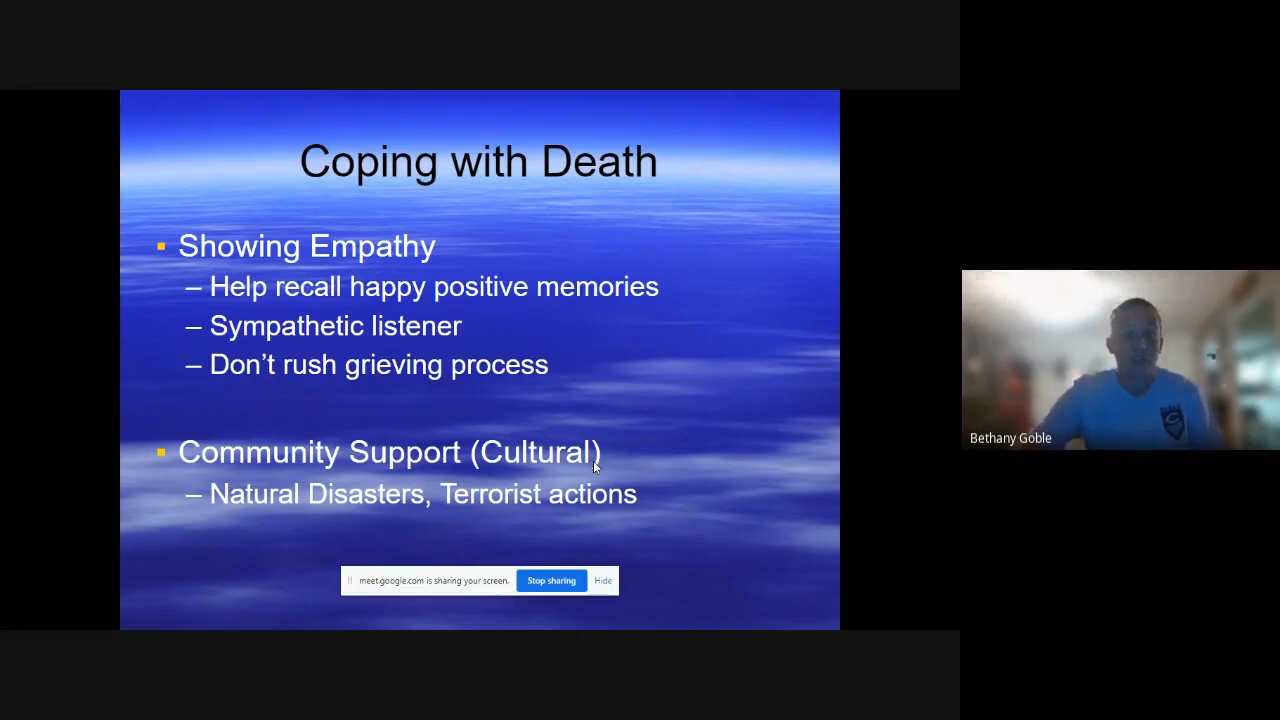 Coping with Death
▪ Showing Empathy
– Help recall happy positive memories
– Sympathetic listener
– Don’t rush grieving process
▪ Community Support (Cultural)
– Natural Disasters, Terrorist actions
meet.google.com is sharing your screen. Stop sharing Hide
Bethany Goble